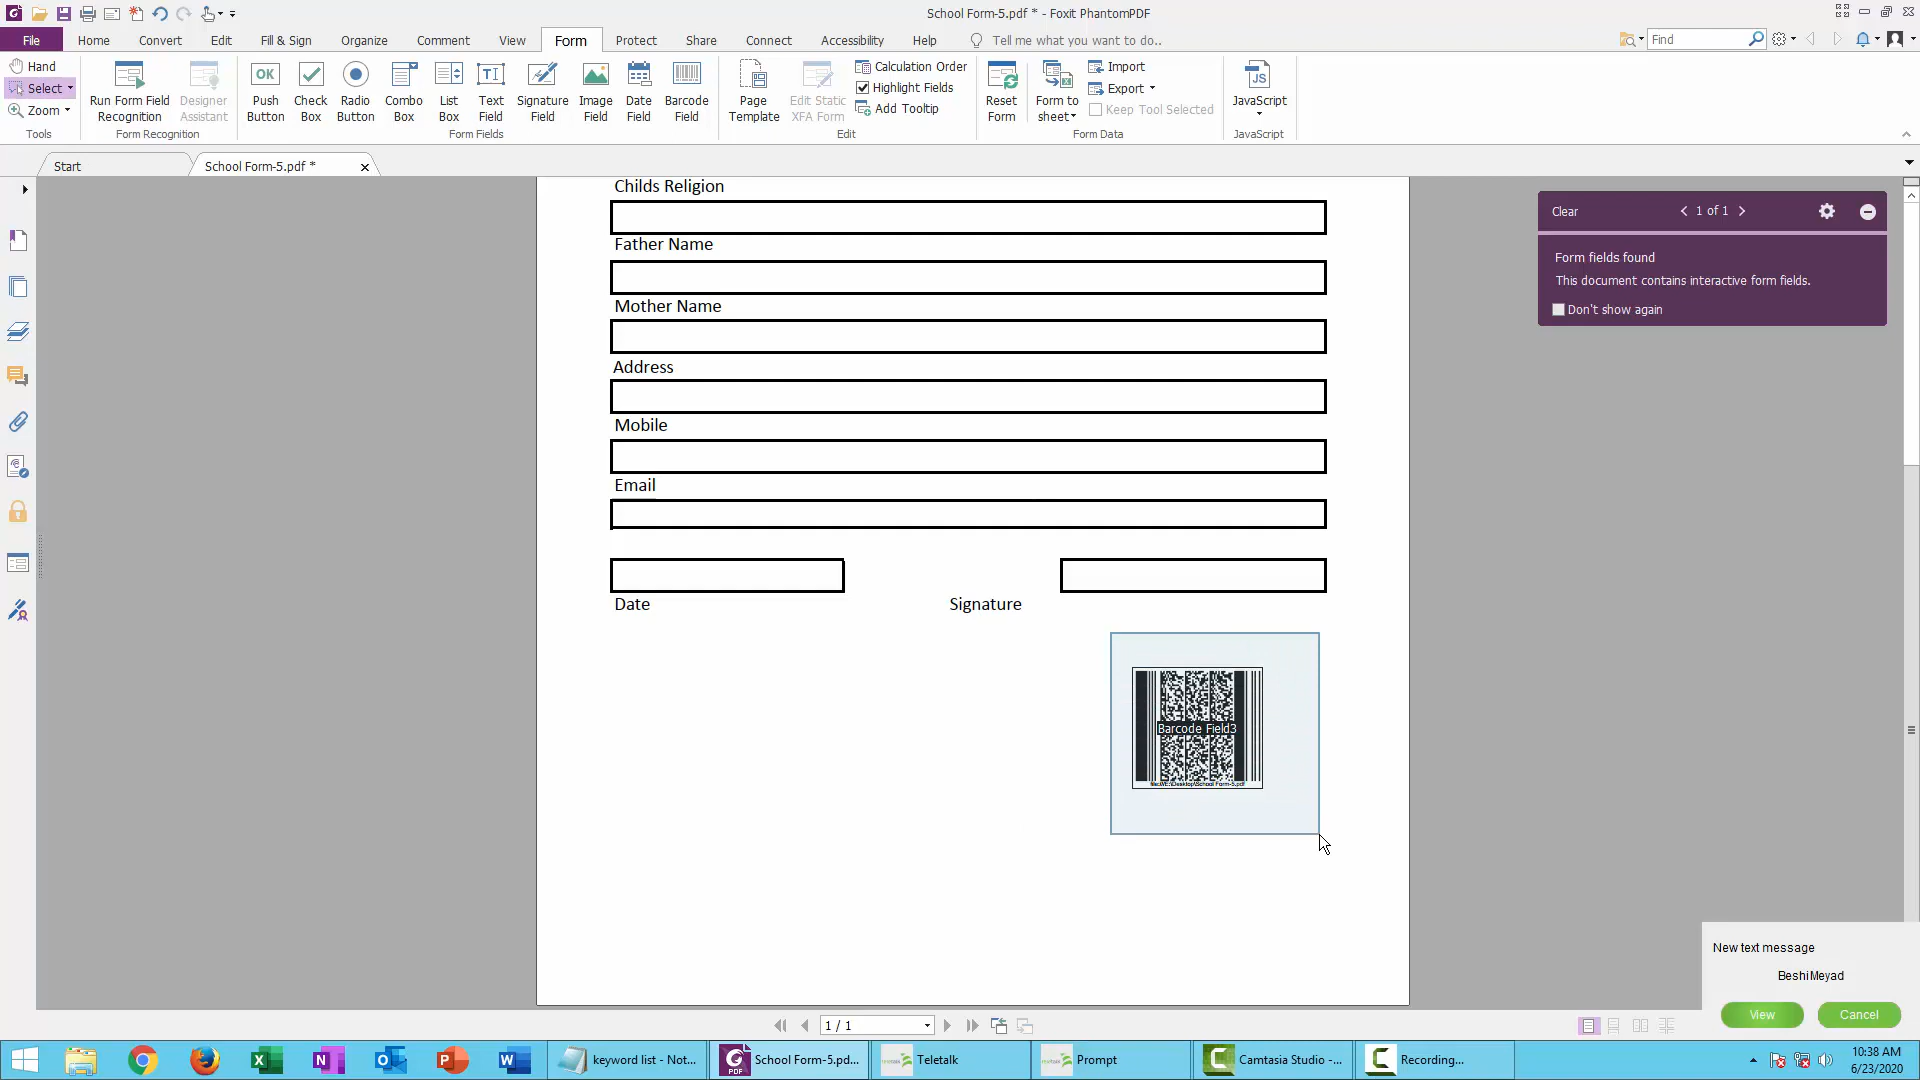 School Form-5.pdf * - Foxit PhantomPDF
File Home Convert Edit Fill & Sign Organize Comment View Form Protect Share Connect Accessibility Help Tell me what you want to do.. Find
Hand
Select
Zoom
Tools
Run Form Field
Recognition
Designer
Assistant
Form Recognition
Push
Button
Check
Box
Radio
Button
Combo
Box
List
Box
Text
Field
Signature
Field
Image
Field
Date
Field
Barcode
Field
Form Fields
Page
Template
Edit Static
XFA Form
Calculation Order
Highlight Fields
Add Tooltip
Edit
Reset
Form
Form to
sheet
Import
Export
Keep Tool Selected
Form Data
JavaScript
JavaScript
Start
School Form-5.pdf *
Childs Religion
Father Name
Mother Name
Address
Mobile
Email
Date
Signature
Barcode Field3
Clear
1 of 1
Form fields found
This document contains interactive form fields.
Don't show again
New text message
BeshiMeyad
View
Cancel
1 / 1
keyword list - Not...
School Form-5.pd...
Teletalk
Prompt
Camtasia Studio -...
Recording...
10:38 AM
6/23/2020